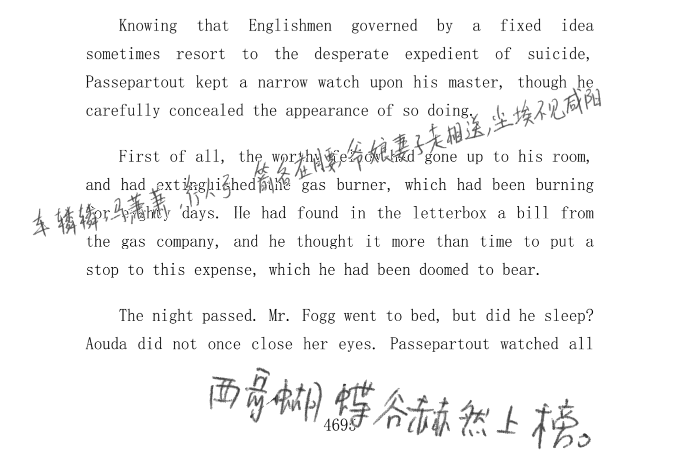 Knowing that Englishmen governed by a fixed idea
sometimes resort to the desperate expedient of suicide,
Passepartout kept a narrow watch upon his master, though he
carefully concealed the appearance of so doing.
车辚辚,马萧萧,行人弓 箭各在腰,爷娘妻子走相送,尘埃不见咸阳
First of all, the worthy fellow had gone up to his room,
and had extinguished the gas burner, which had been burning
for eighty days. He had found in the letterbox a bill from
the gas company, and he thought it more than time to put a
stop to this expense, which he had been doomed to bear.
The night passed. Mr. Fogg went to bed, but did he sleep?
Aouda did not once close her eyes. Passepartout watched all
西哥蝴蝶谷赫然上榜。
4695